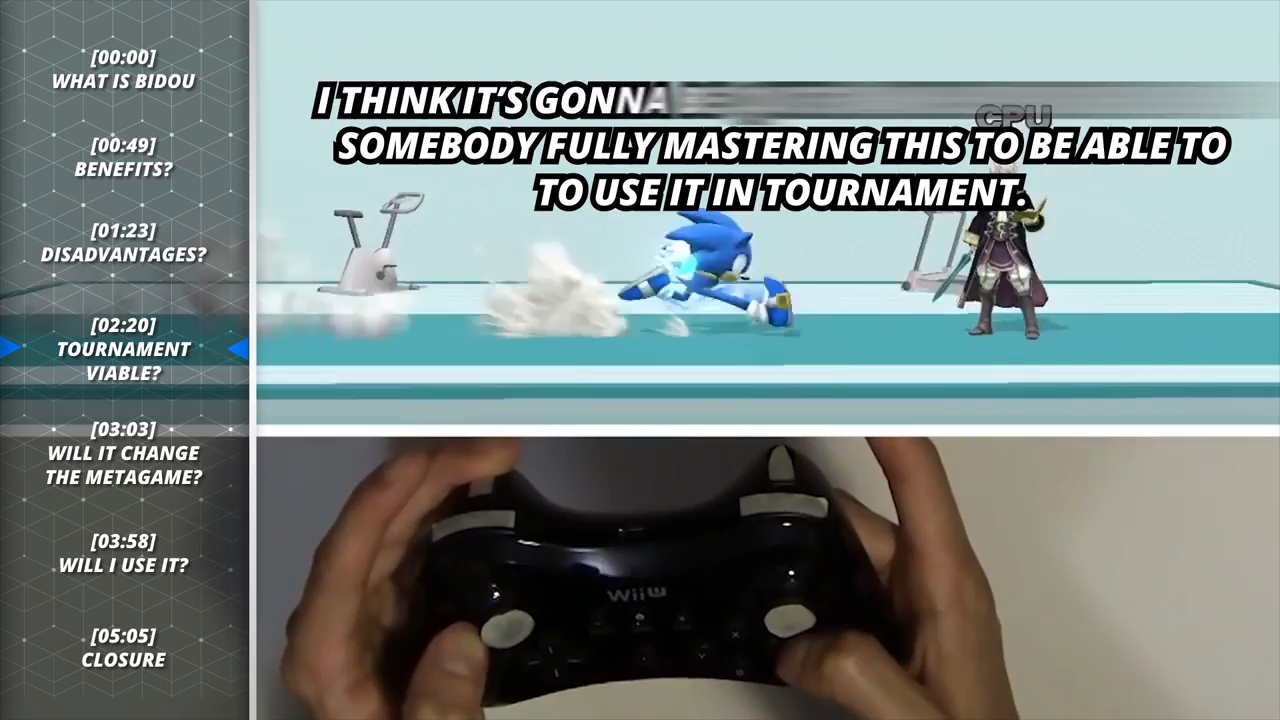 [00:00]
WHAT IS BIDOU
[00:49]
BENEFITS?
[01:23]
DISADVANTAGES?
[02:20]
TOURNAMENT
VIABLE?
[03:03]
WILL IT CHANGE
THE METAGAME?
[03:58]
WILL I USE IT?
[05:05]
CLOSURE
I THINK IT'S GONNA
SOMEBODY FULLY MASTERING THIS TO BE ABLE TO
TO USE IT IN TOURNAMENT.
CPU
Wii U
X
Y